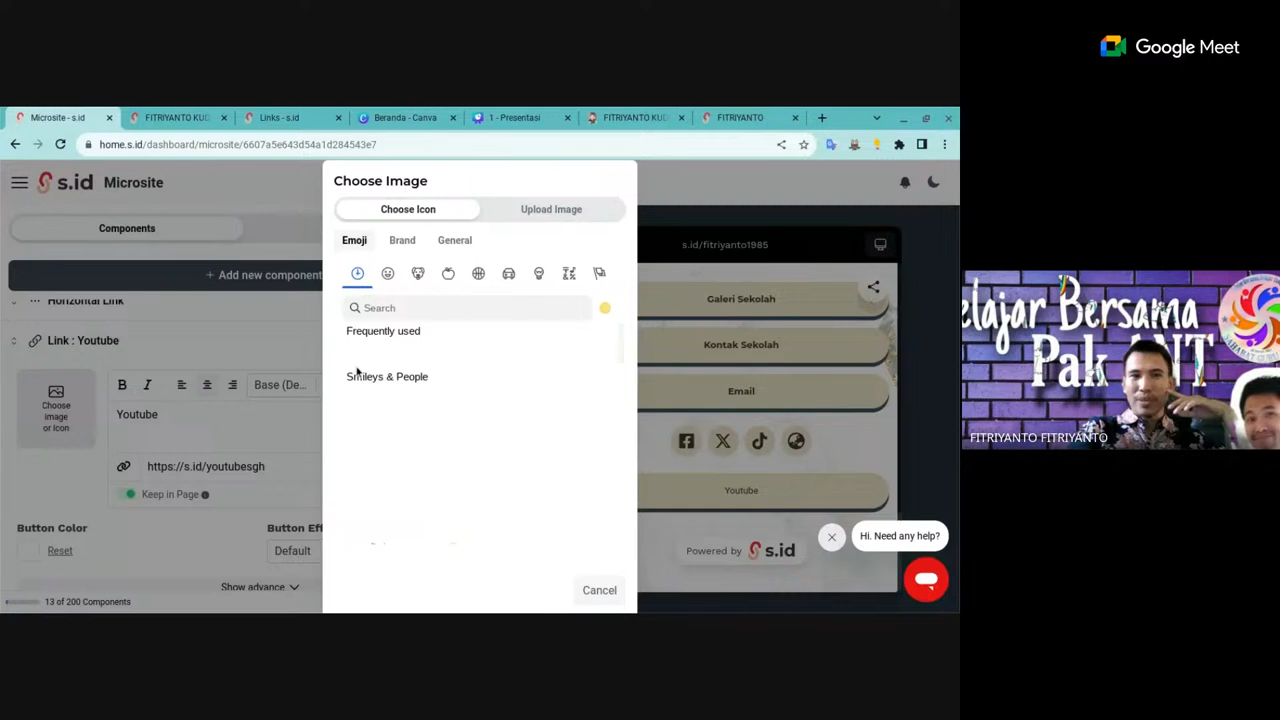 Google Meet
Microsite - s.id
FITRIYANTO KUD
Links - s.id
Beranda - Canva
1 - Presentasi
FITRIYANTO KUD
FITRIYANTO
home.s.id/dashboard/microsite/6607a5e643d54a1d284543e7
s.id Microsite
Components
+ Add new component
Horizontal Link
Link : Youtube
Choose
image
or Icon
B I Base (De...
Youtube
https://s.id/youtubesgh
Keep in Page
Button Color
Button Eff
Reset
Default
Show advance
13 of 200 Components
Choose Image
Choose Icon
Upload Image
Emoji
Brand
General
Search
Frequently used
Smileys & People
Cancel
s.id/fitriyanto1985
Galeri Sekolah
Kontak Sekolah
Email
Youtube
Powered by s.id
Hi. Need any help?
elajar Bersama
Pak ANT
FITRIYANTO FITRIYANTO